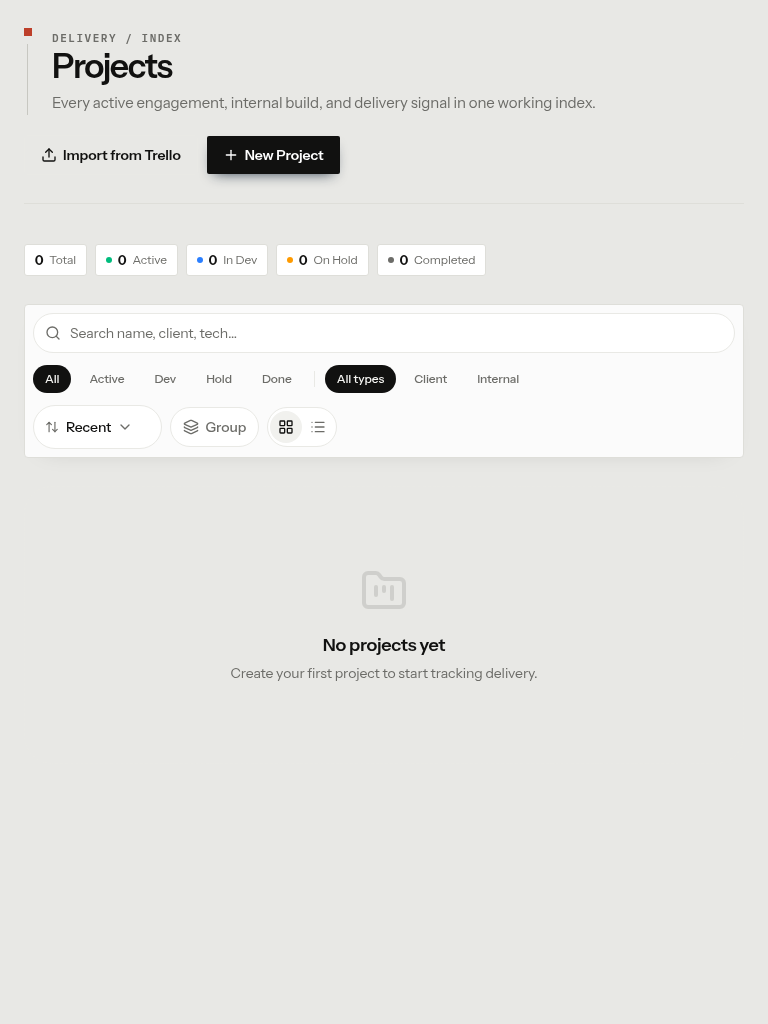 DELIVERY / INDEX
Projects
Every active engagement, internal build, and delivery signal in one working index.
Import from Trello
New Project
0 Total
0 Active
0 In Dev
0 On Hold
0 Completed
Search name, client, tech...
All
Active
Dev
Hold
Done
All types
Client
Internal
Recent
Group
No projects yet
Create your first project to start tracking delivery.